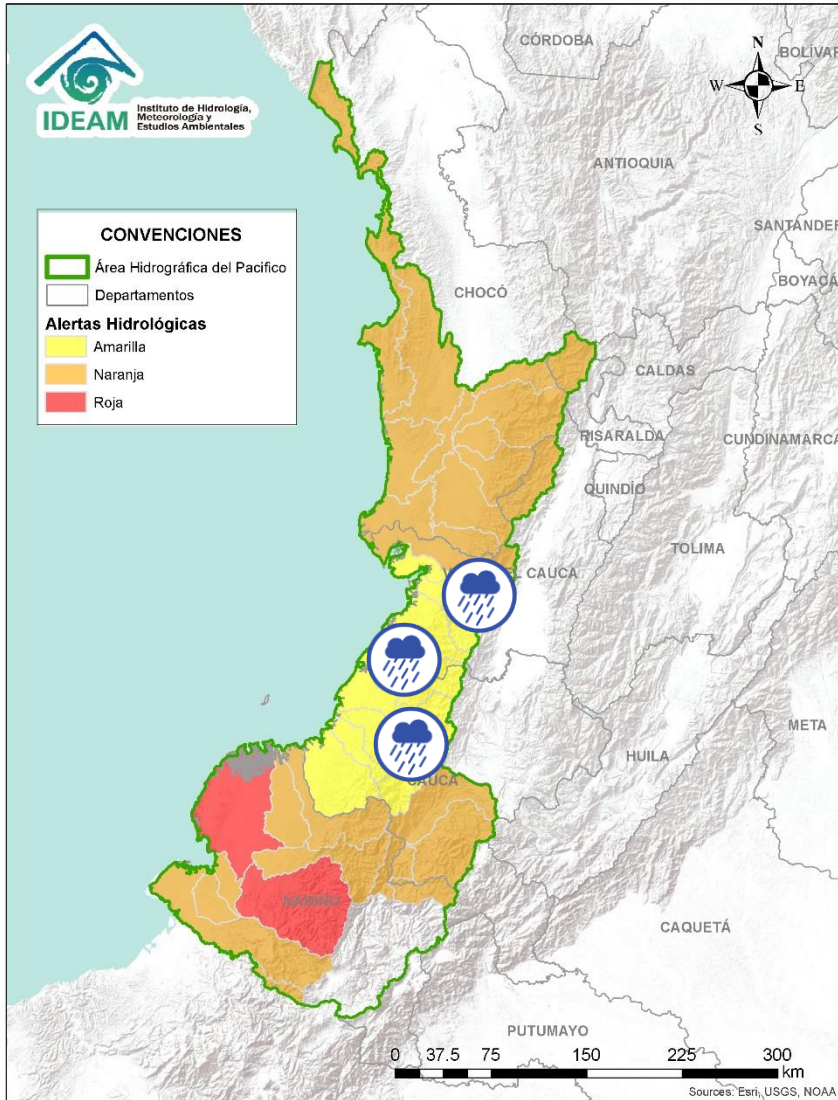 IDEAM
Instituto de Hidrología,
Meteorología y
Estudios Ambientales
N
W
E
S
CÓRDOBA
BOLÍVAR
ANTIOQUIA
SANTANDER
BOYACÁ
CONVENCIONES
Área Hidrográfica del Pacifico
Departamentos
Alertas Hidrológicas
Amarilla
Naranja
Roja
CHOCÓ
CALDAS
RISARALDA
CUNDINAMARCA
QUINDÍO
TOLIMA
EL CAUCA
META
HUILA
CAUCA
NARIÑO
CAQUETÁ
PUTUMAYO
0 37.5 75 150 225 300
km
Sources: Esri, USGS, NOAA